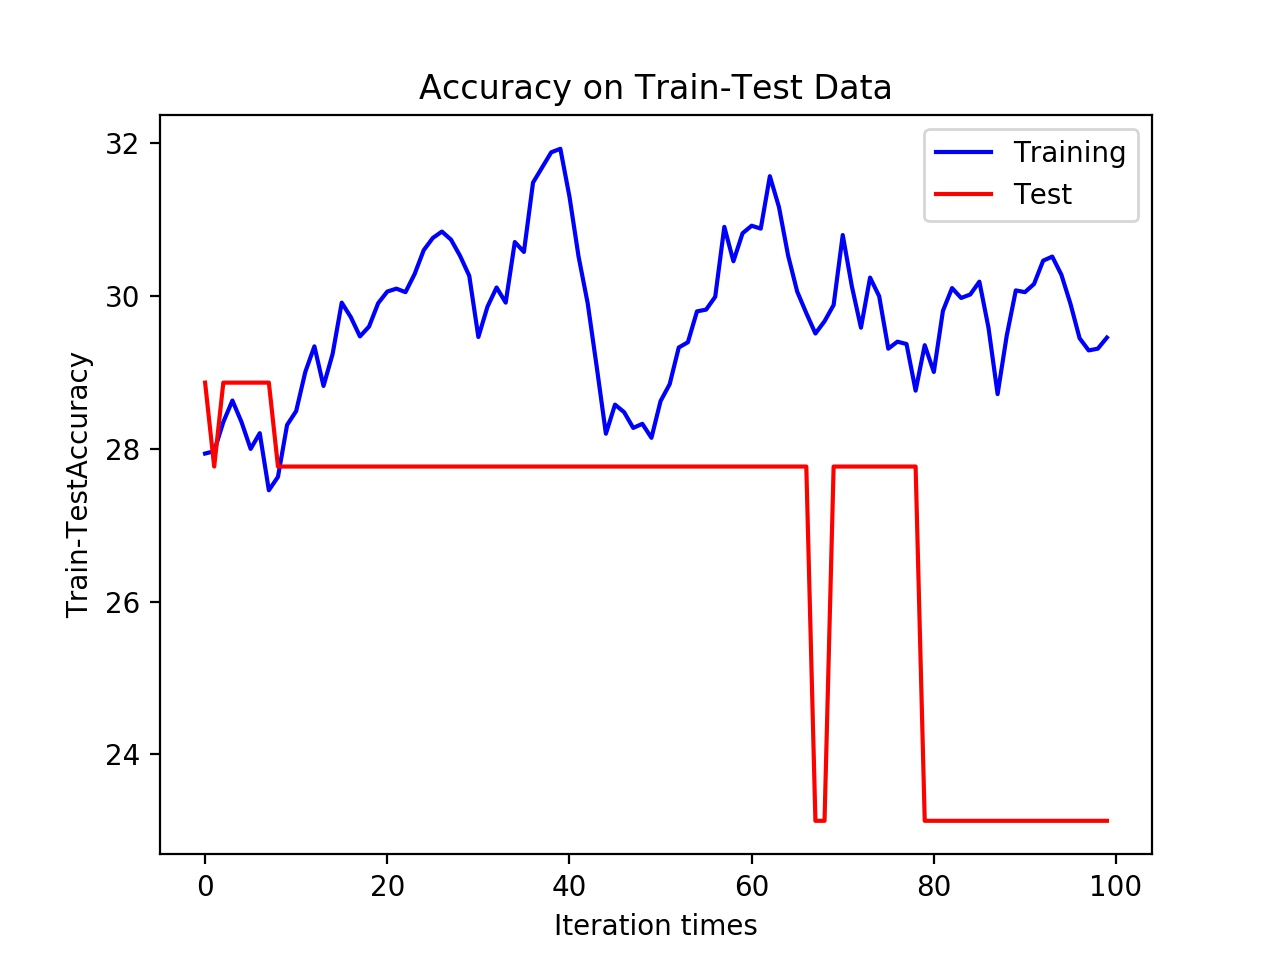 Accuracy on Train-Test Data
Training
Test
Train-TestAccuracy
32
30
28
26
24
0 20 40 60 80 100
Iteration times